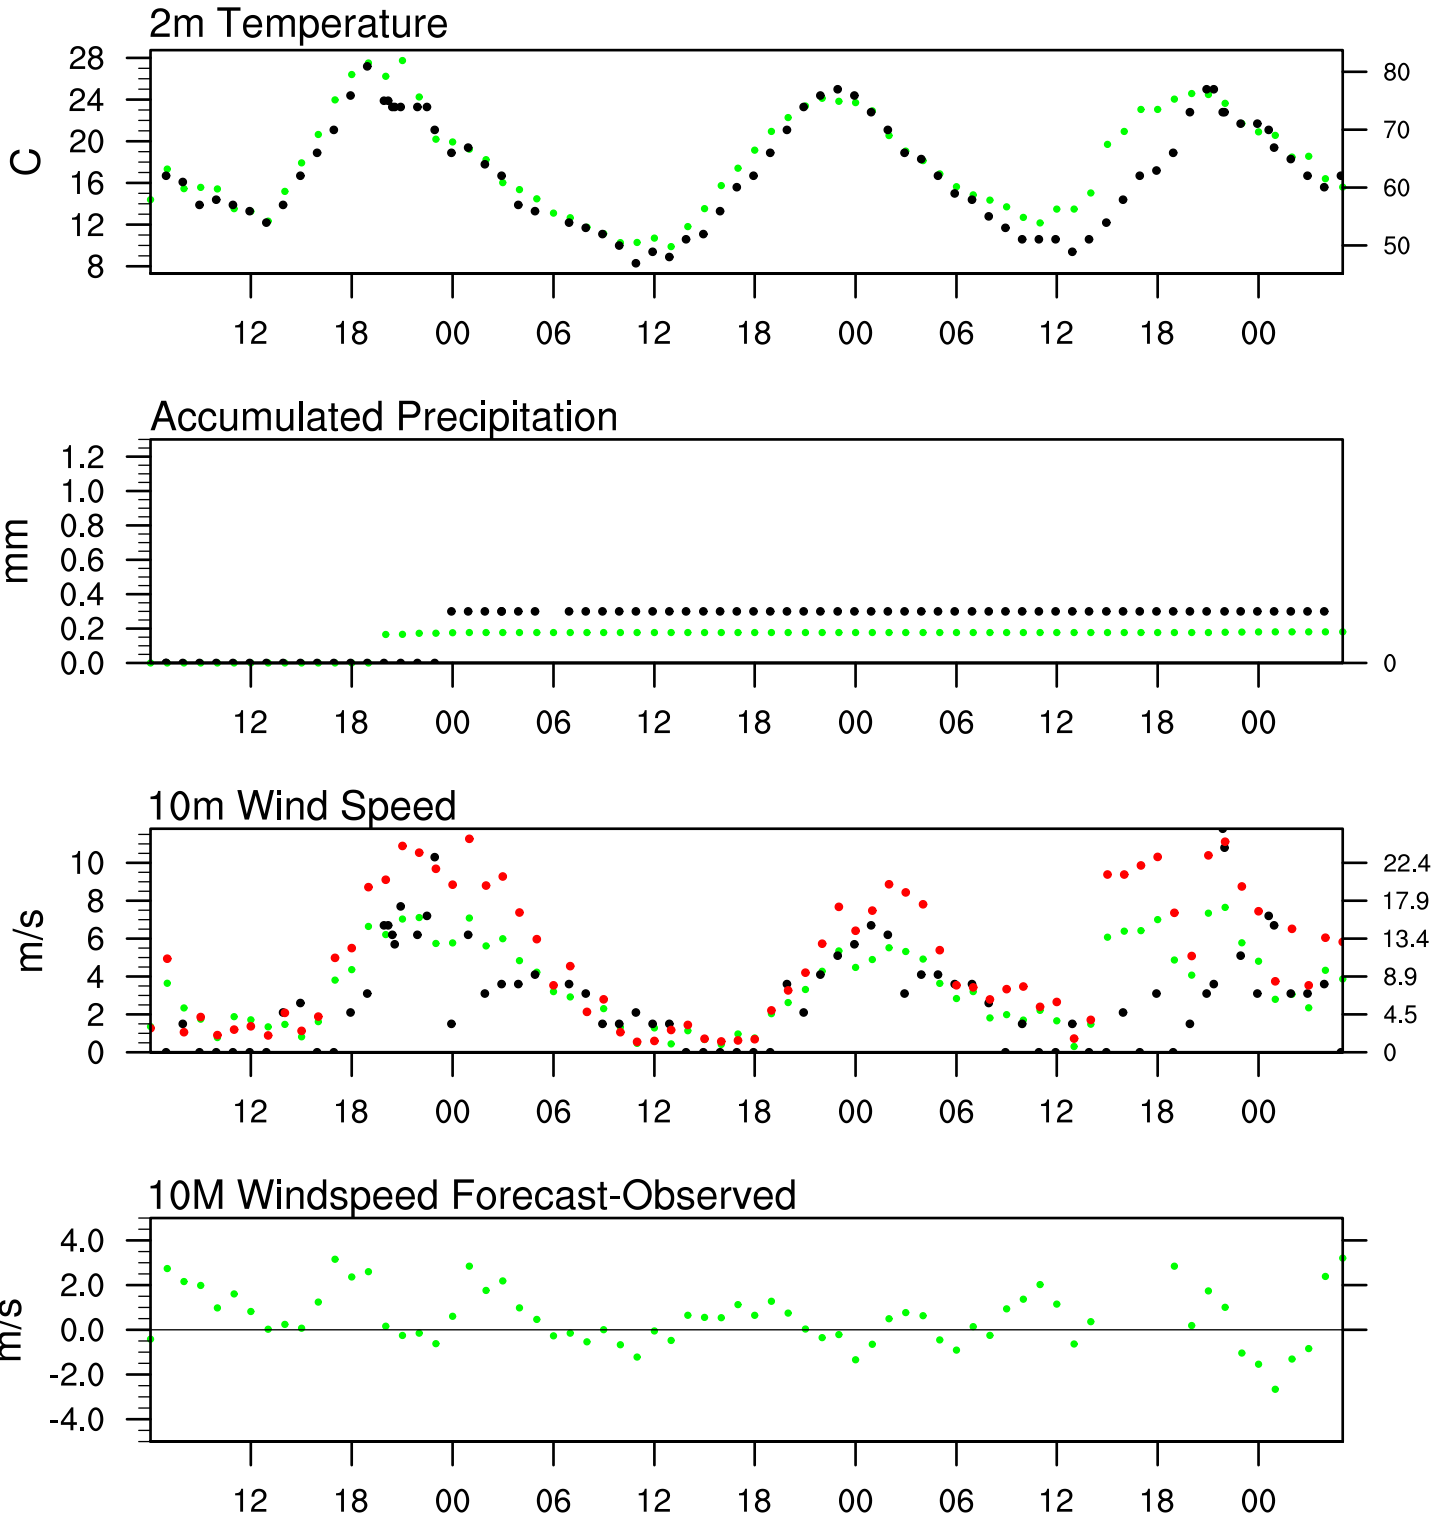 2m Temperature
28
24
20
16
12
8
C
80
70
60
50
12 18 00 06 12 18 00 06 12 18 00
Accumulated Precipitation
1.2
1.0
0.8
0.6
0.4
0.2
0.0
mm
0
12 18 00 06 12 18 00 06 12 18 00
10m Wind Speed
10
8
6
4
2
0
m/s
22.4
17.9
13.4
8.9
4.5
0
12 18 00 06 12 18 00 06 12 18 00
10M Windspeed Forecast-Observed
4.0
2.0
0.0
-2.0
-4.0
m/s
12 18 00 06 12 18 00 06 12 18 00